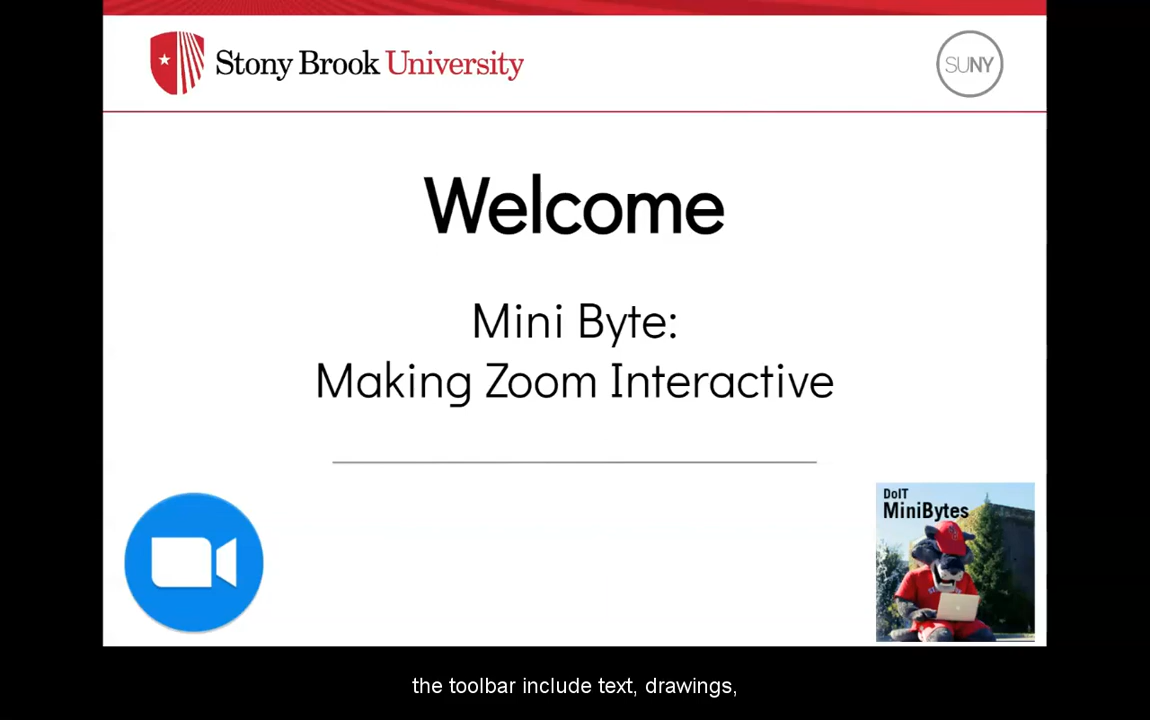 Stony Brook University
SUNY
Welcome
Mini Byte:
Making Zoom Interactive
DoIT
MiniBytes
the toolbar include text, drawings,